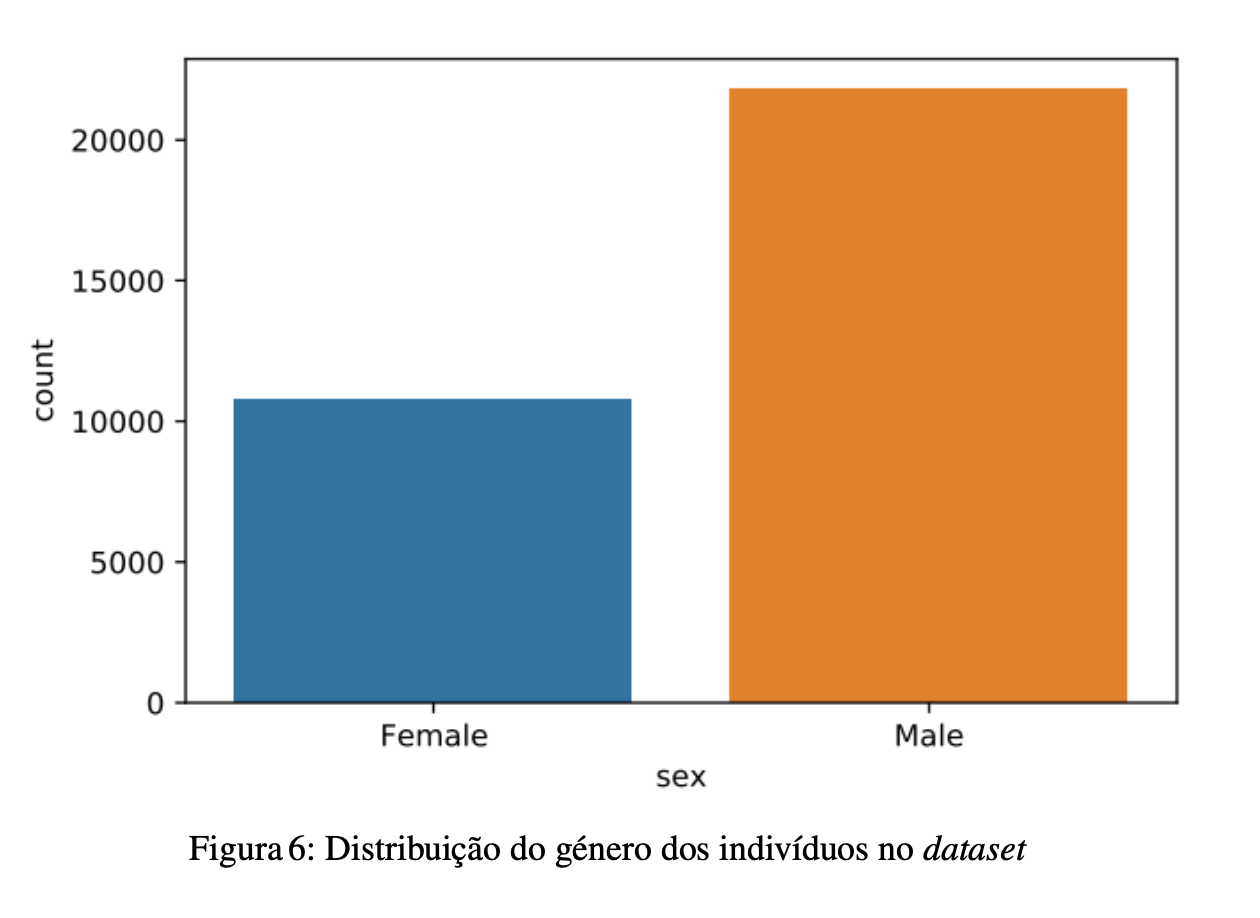 20000
15000
10000
5000
0
count
Female
Male
sex
Figura 6: Distribuição do género dos indivíduos no dataset